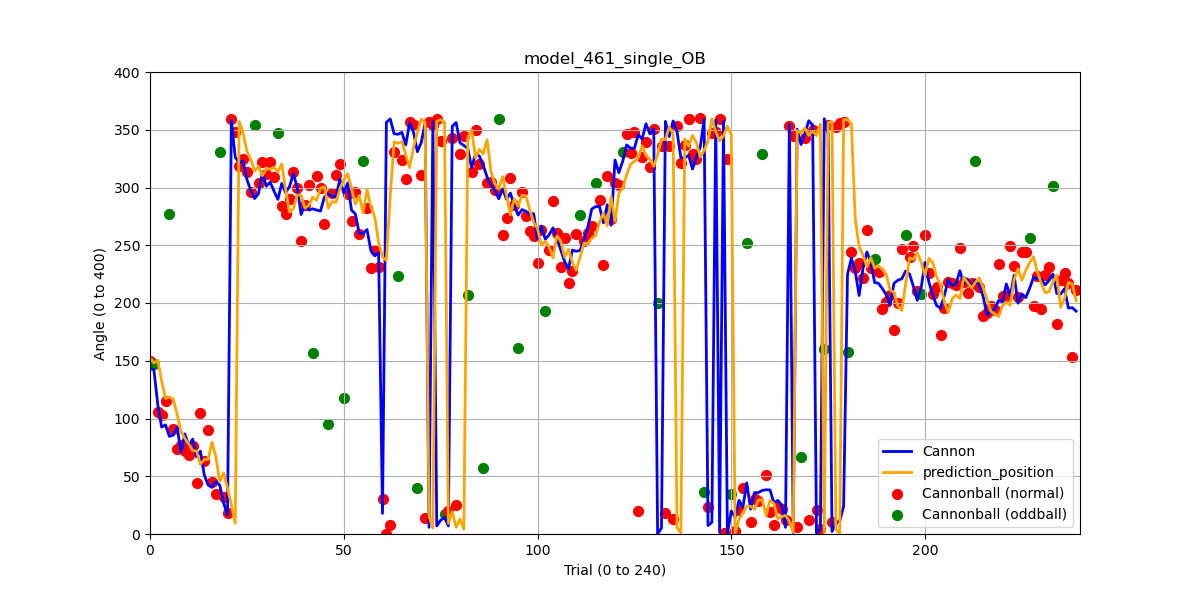 model_461_single_OB
400
350
300
250
200
150
100
50
0
Angle (0 to 400)
0 50 100 150 200
Trial (0 to 240)
Cannon
prediction_position
Cannonball (normal)
Cannonball (oddball)